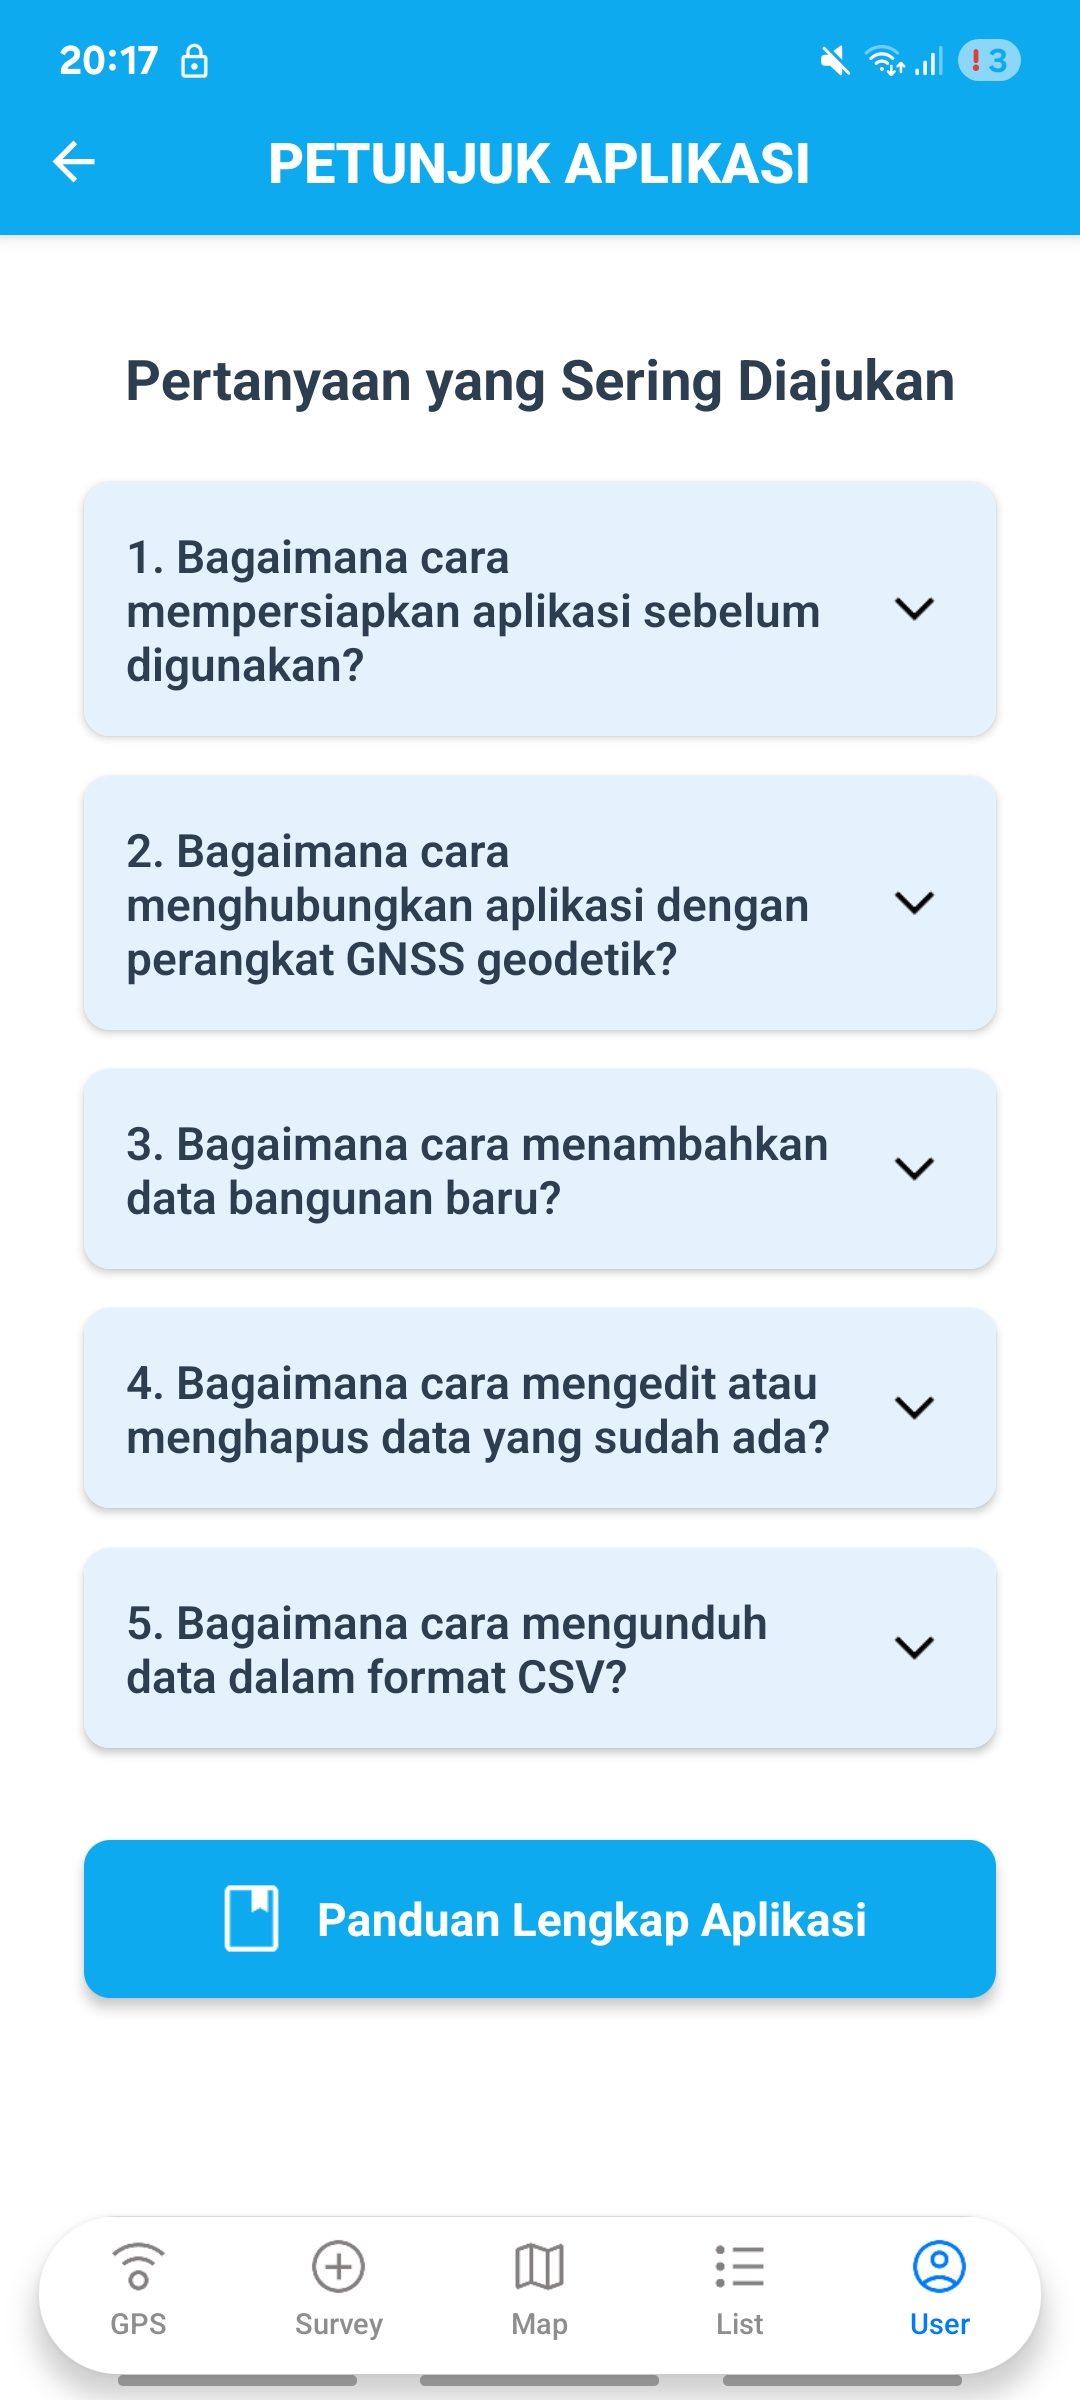 20:17
! 3
PETUNJUK APLIKASI
Pertanyaan yang Sering Diajukan
1. Bagaimana cara
mempersiapkan aplikasi sebelum
digunakan?
2. Bagaimana cara
menghubungkan aplikasi dengan
perangkat GNSS geodetik?
3. Bagaimana cara menambahkan
data bangunan baru?
4. Bagaimana cara mengedit atau
menghapus data yang sudah ada?
5. Bagaimana cara mengunduh
data dalam format CSV?
Panduan Lengkap Aplikasi
GPS Survey Map List User